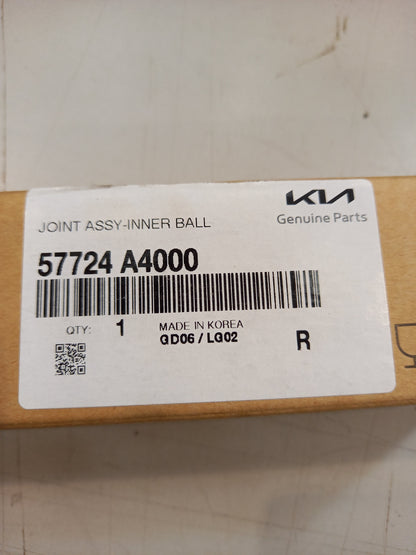 KIA
Genuine Parts
JOINT ASSY-INNER BALL
57724 A4000
QTY: 1
MADE IN KOREA
GD06 / LG02
R